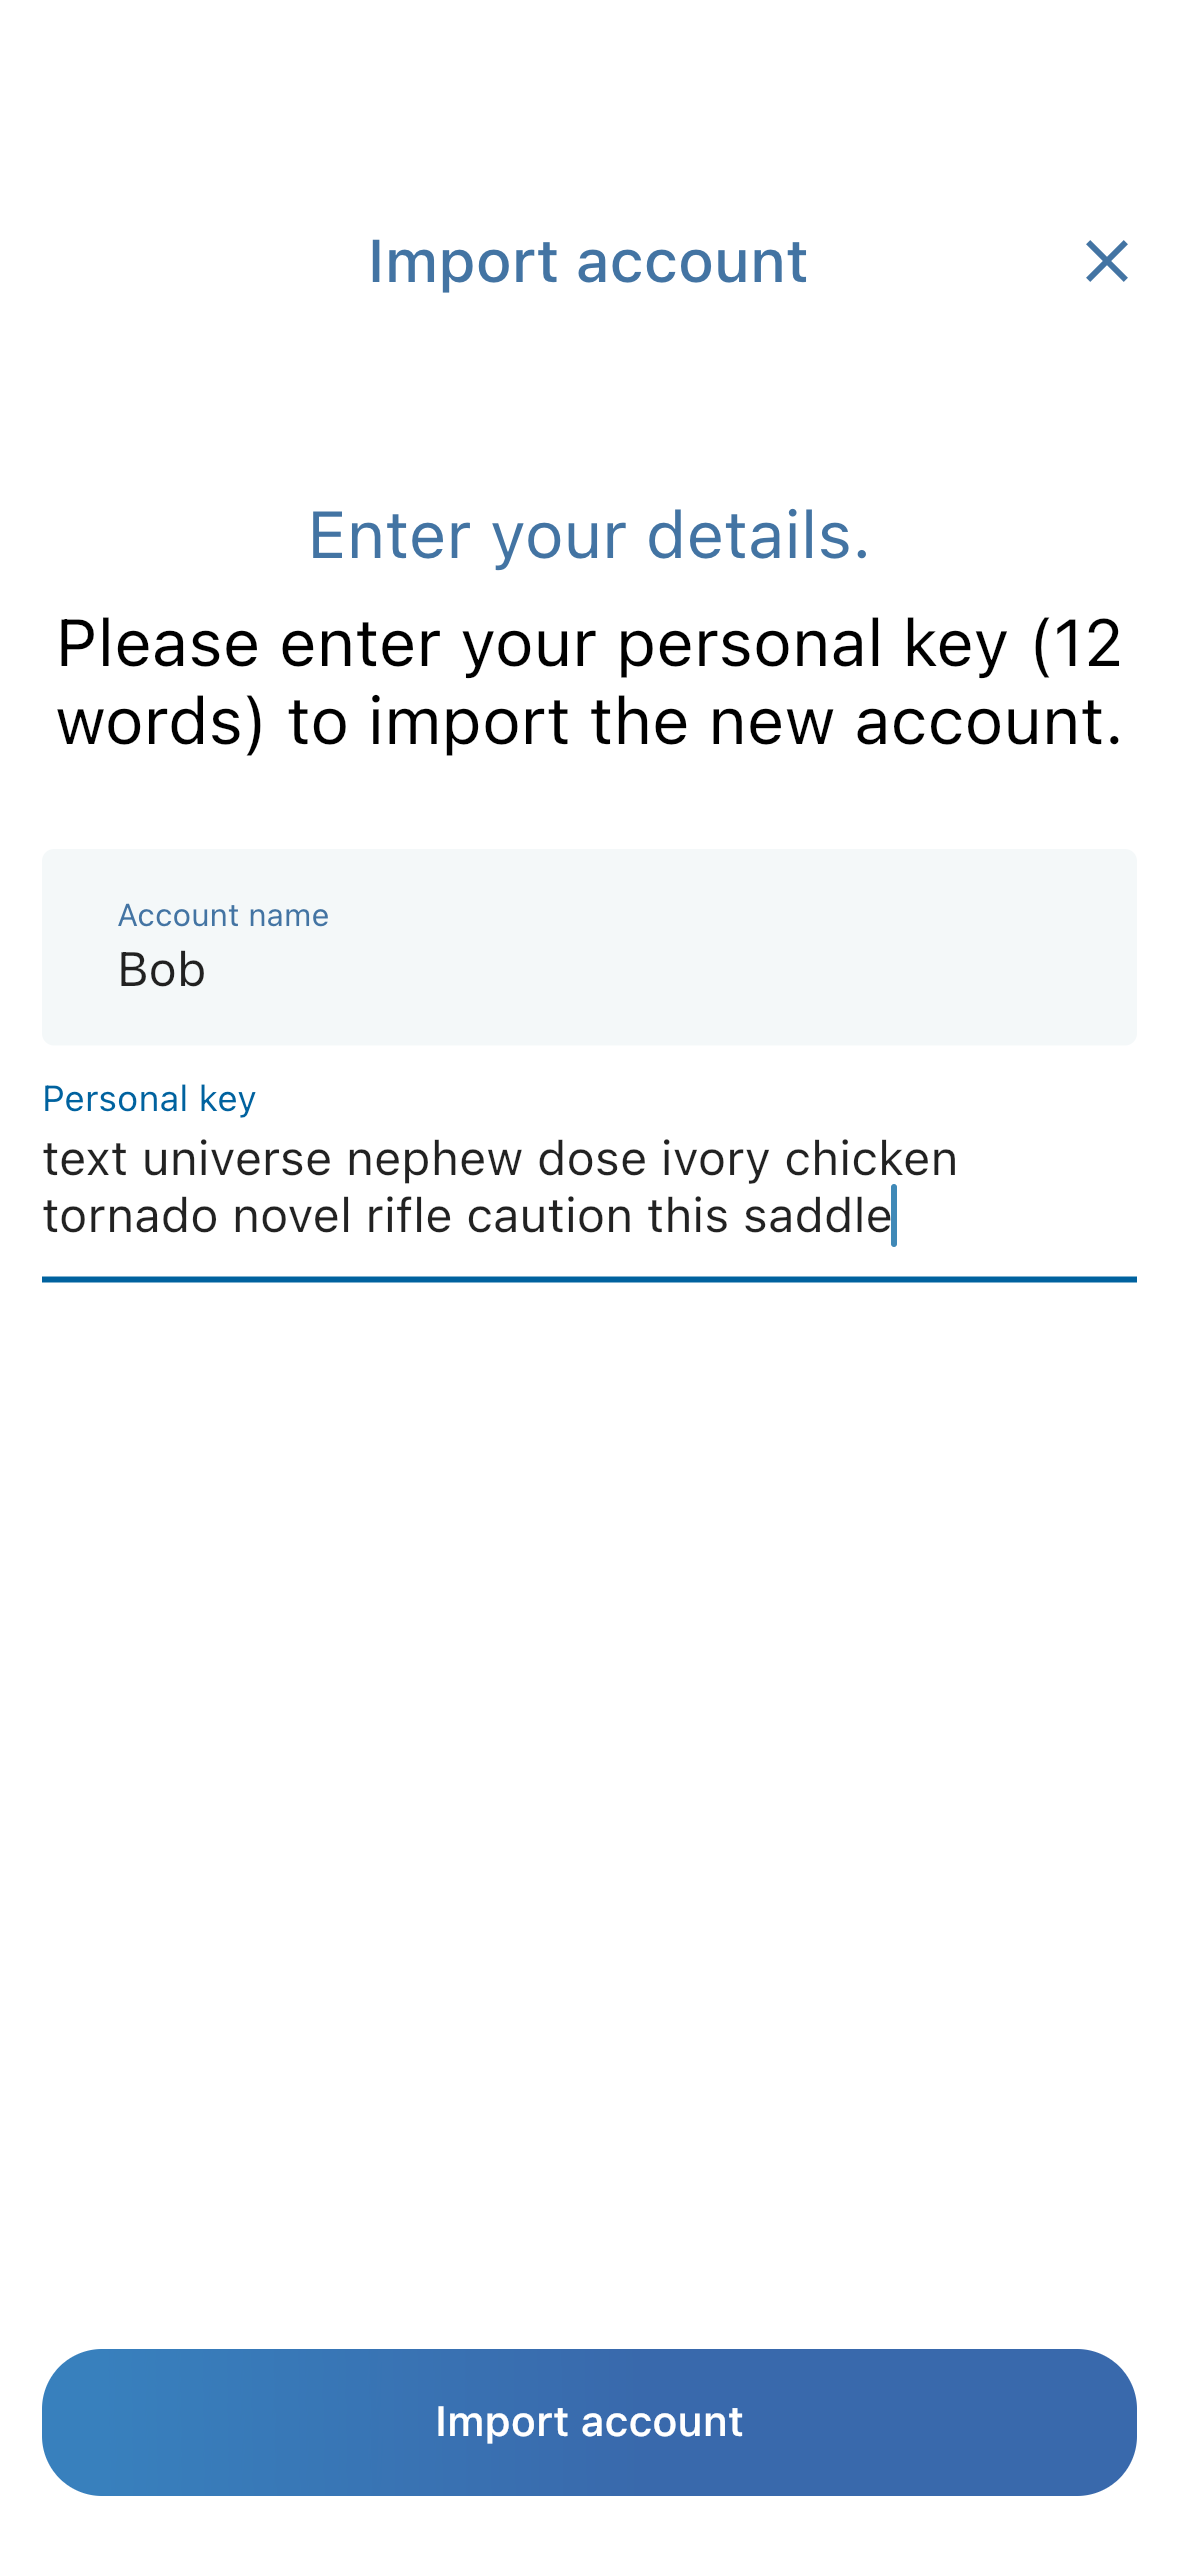 Import account
Enter your details.
Please enter your personal key (12
words) to import the new account.
Account name
Bob
Personal key
text universe nephew dose ivory chicken
tornado novel rifle caution this saddle
Import account